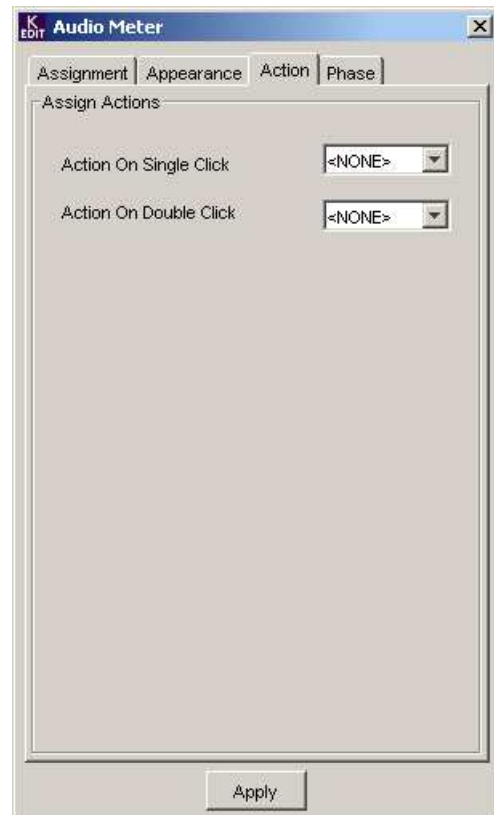 K EDIT Audio Meter
Assignment Appearance Action Phase
Assign Actions
Action On Single Click <NONE>
Action On Double Click <NONE>
Apply